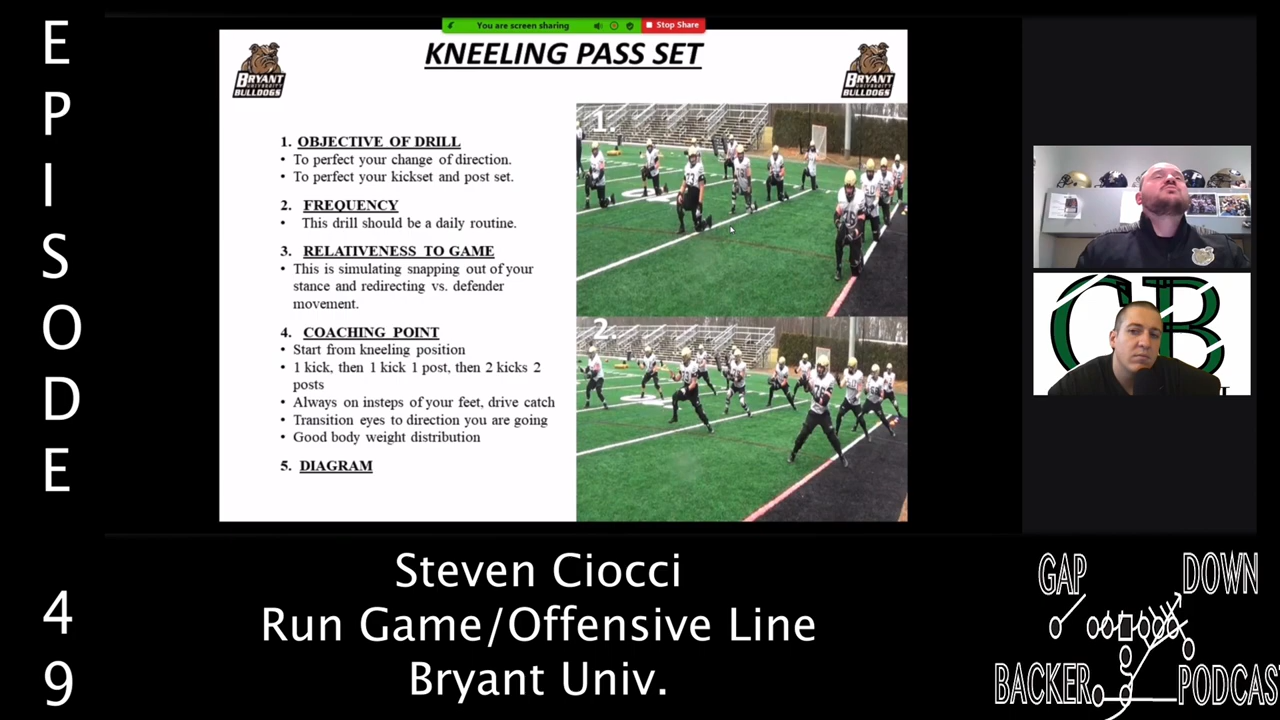 EPISODE
49
You are screen sharing
Stop Share
KNEELING PASS SET
BRYANT
UNIVERSITY
BULLDOGS
BRYANT
UNIVERSITY
BULLDOGS
1. OBJECTIVE OF DRILL
• To perfect your change of direction.
• To perfect your kickset and post set.
2. FREQUENCY
• This drill should be a daily routine.
3. RELATIVENESS TO GAME
• This is simulating snapping out of your
stance and redirecting vs. defender
movement.
4. COACHING POINT
• Start from kneeling position
• 1 kick, then 1 kick 1 post, then 2 kicks 2
posts
• Always on insteps of your feet, drive catch
• Transition eyes to direction you are going
• Good body weight distribution
5. DIAGRAM
1.
2.
Steven Ciocci
Run Game/Offensive Line
Bryant Univ.
GAP DOWN
BACKER PODCAST